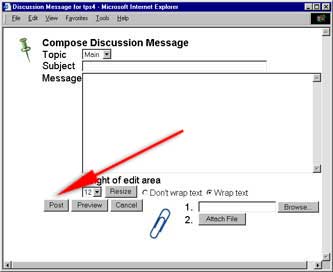 Discussion Message for tpx4 - Microsoft Internet Explorer
File Edit View Favorites Tools Help
Compose Discussion Message
Topic Main
Subject
Message
ght of edit area
12 Resize Don't wrap text Wrap text
Post Preview Cancel 1. Browse...
2. Attach File